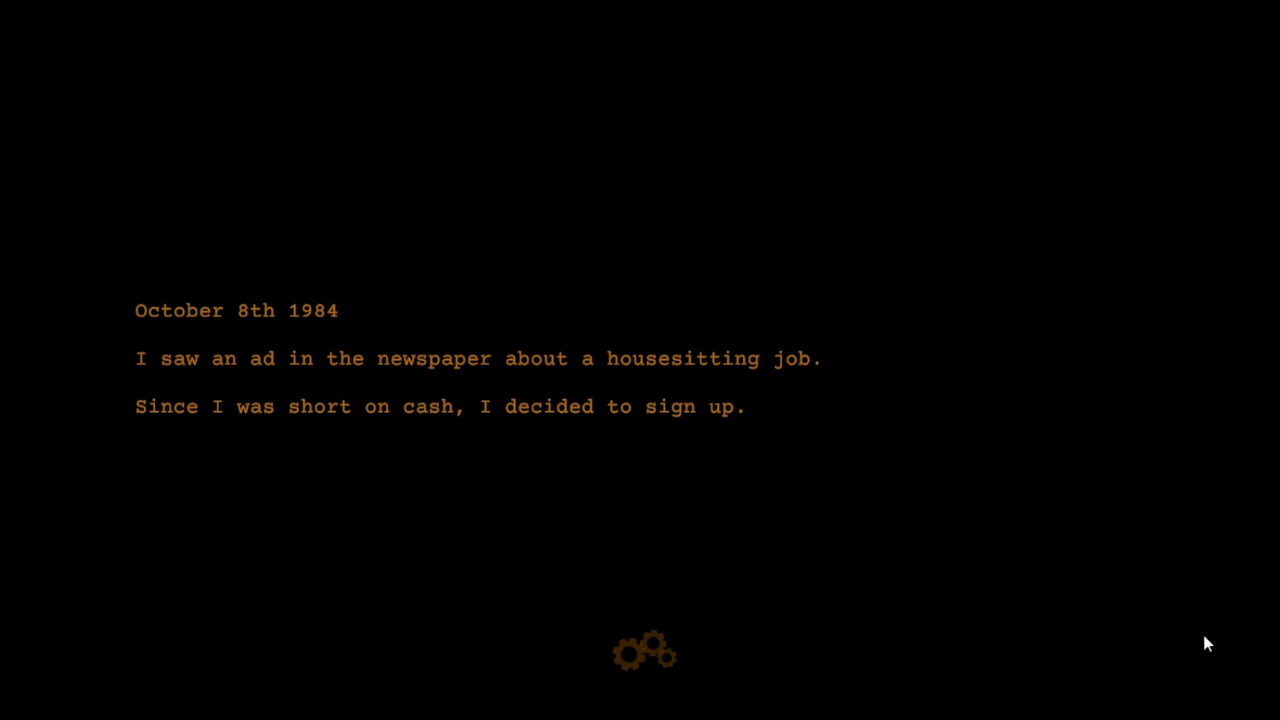 October 8th 1984
I saw an ad in the newspaper about a housesitting job.
Since I was short on cash, I decided to sign up.